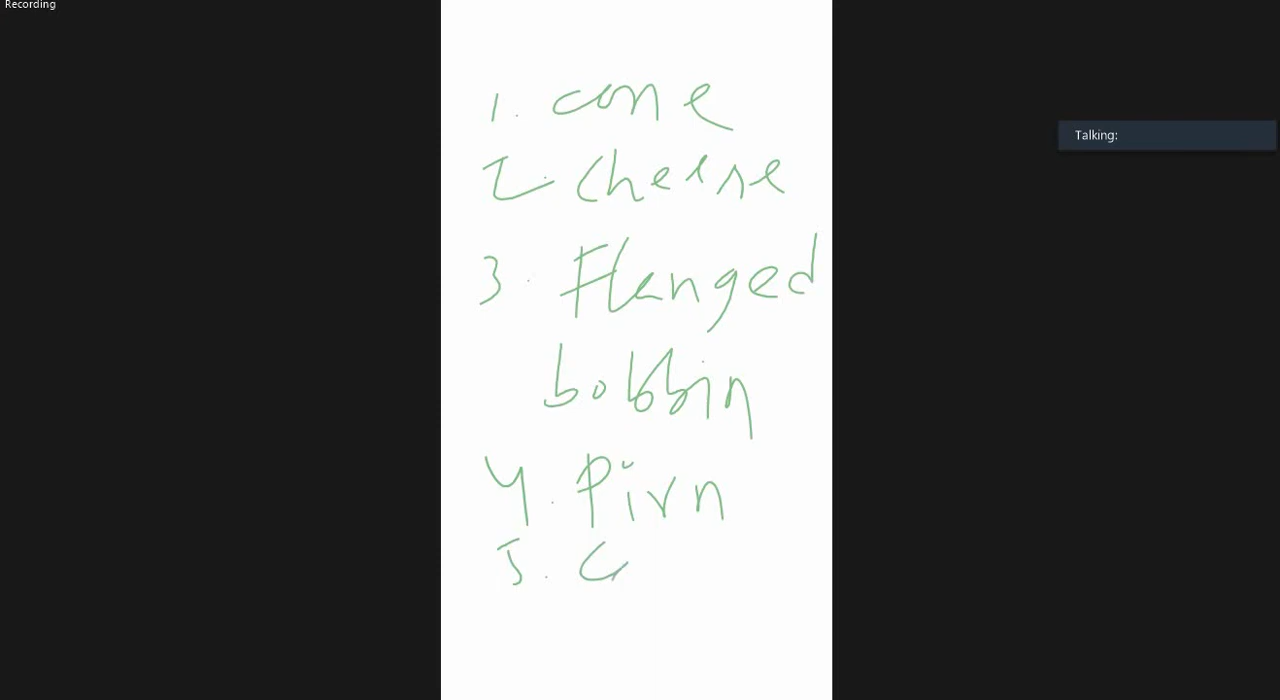 Recording
1. cone
2. Cheese
3. Flanged
bobbin
4. Pirn
5. C
Talking: